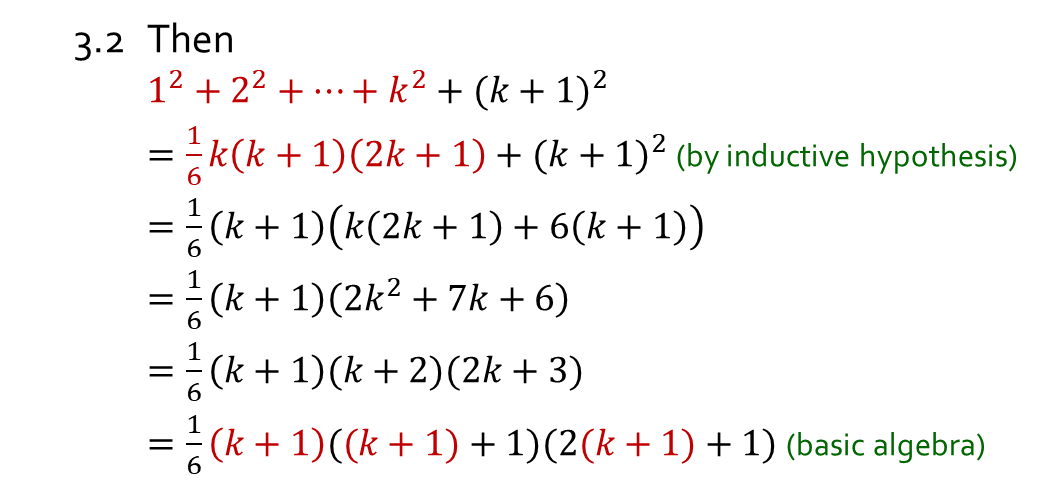 3.2 Then
1² + 2² + ⋯ + k² + (k + 1)²
= 1/6 k(k + 1)(2k + 1) + (k + 1)² (by inductive hypothesis)
= 1/6 (k + 1)(k(2k + 1) + 6(k + 1))
= 1/6 (k + 1)(2k² + 7k + 6)
= 1/6 (k + 1)(k + 2)(2k + 3)
= 1/6 (k + 1)((k + 1) + 1)(2(k + 1) + 1) (basic algebra)